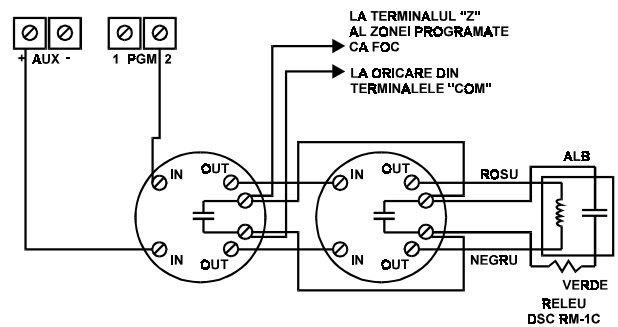 LA TERMINALUL "Z"
AL ZONEI PROGRAMATE
CA FOC
+ AUX -
1 PGM 2
LA ORICARE DIN
TERMINALELE "COM"
IN
OUT
IN
OUT
ROSU
ALB
IN
OUT
IN
OUT
NEGRU
VERDE
RELEU
DSC RM-1C